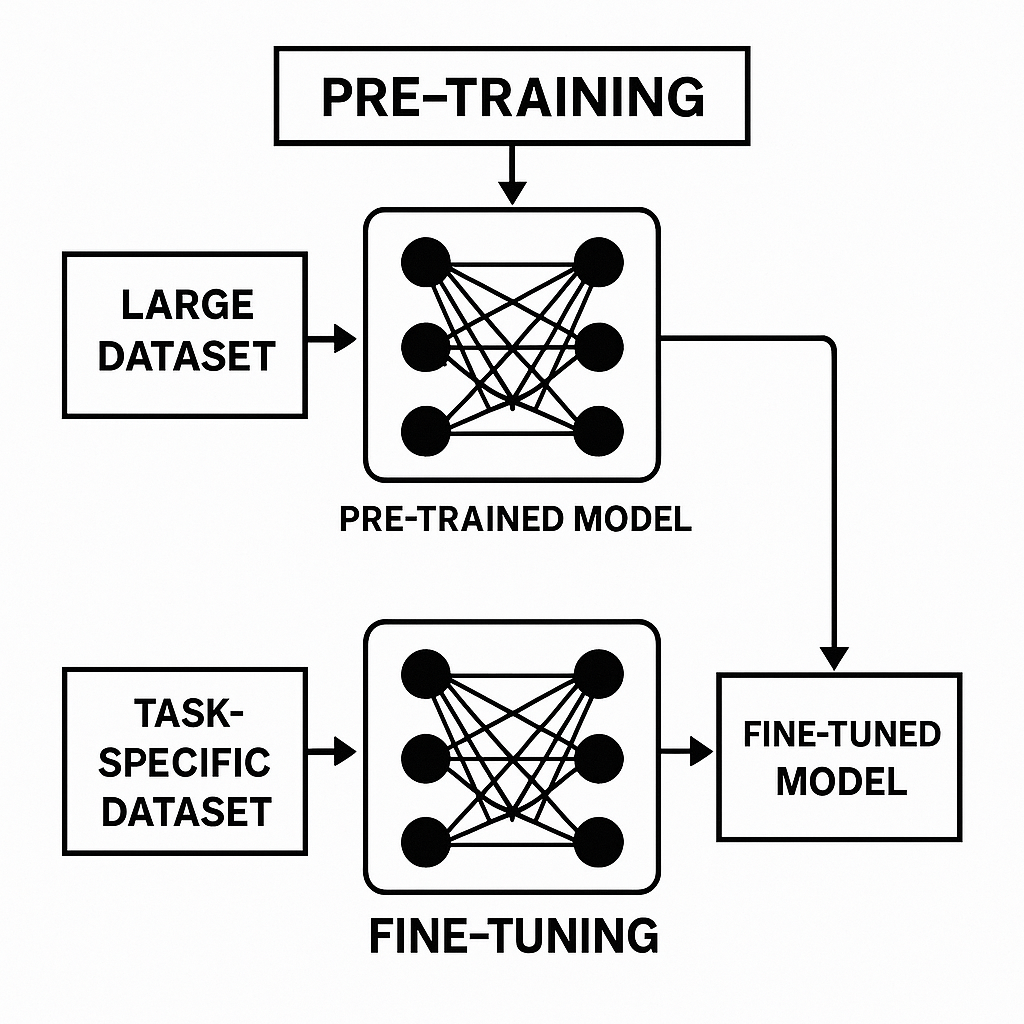 PRE-TRAINING
LARGE
DATASET
PRE-TRAINED MODEL
TASK-
SPECIFIC
DATASET
FINE-TUNED
MODEL
FINE-TUNING